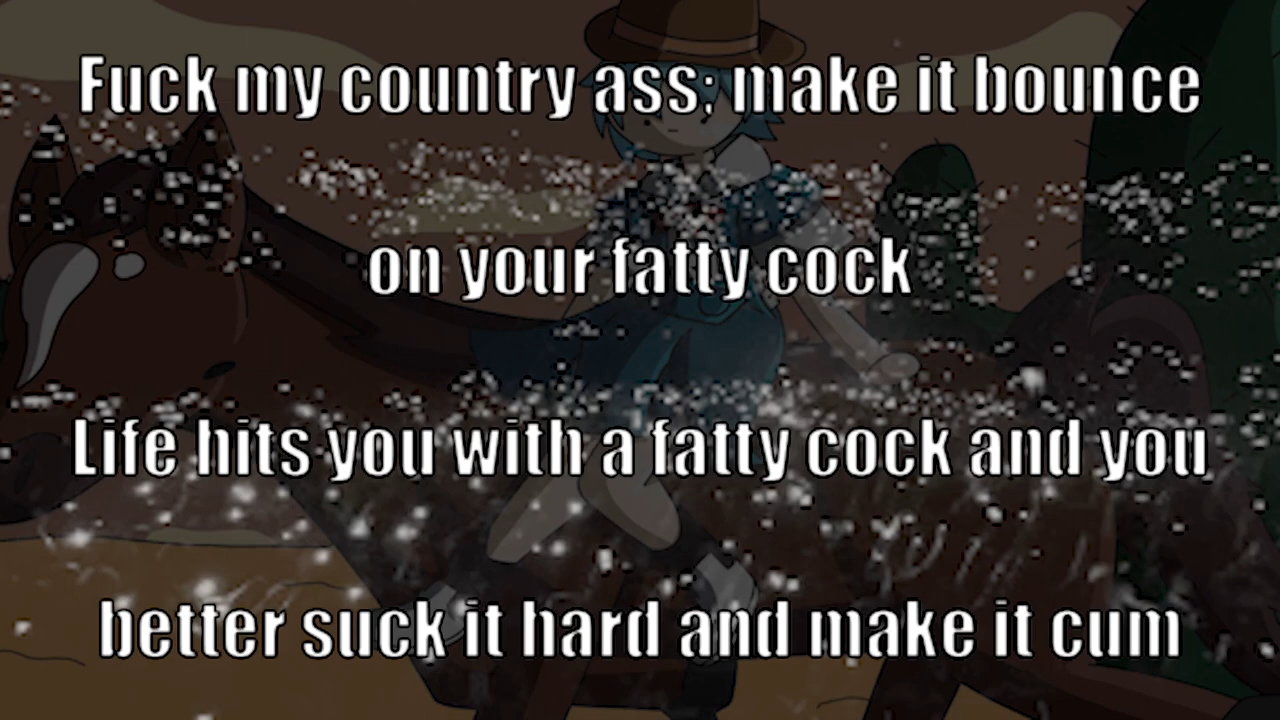 Fuck my country ass; make it bounce
on your fatty cock
Life hits you with a fatty cock and you
better suck it hard and make it cum